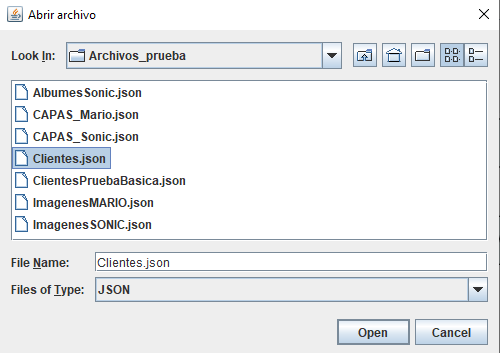 Abrir archivo
Look In: Archivos_prueba
AlbumesSonic.json
CAPAS_Mario.json
CAPAS_Sonic.json
Clientes.json
ClientesPruebaBasica.json
ImagenesMARIO.json
ImagenesSONIC.json
File Name: Clientes.json
Files of Type: JSON
Open Cancel